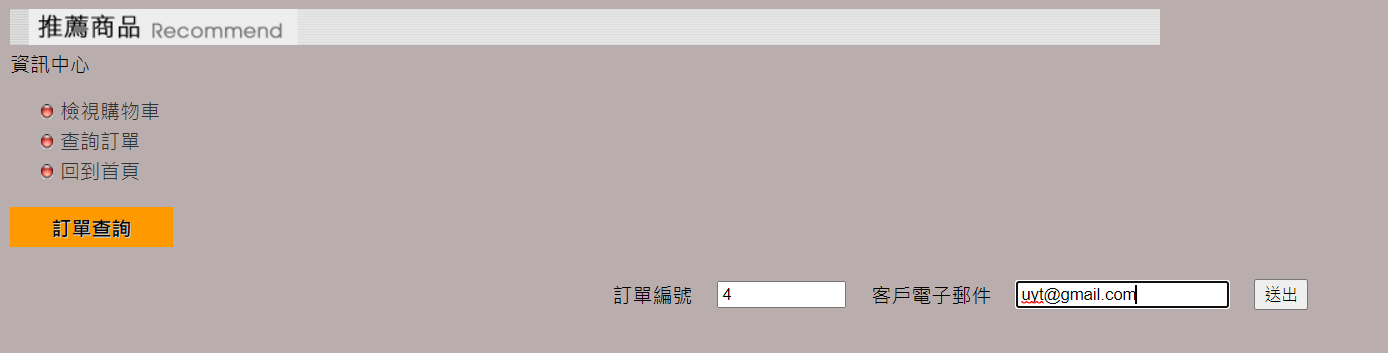 推薦商品 Recommend
資訊中心
檢視購物車
查詢訂單
回到首頁
訂單查詢
訂單編號 4 客戶電子郵件 uyt@gmail.com 送出